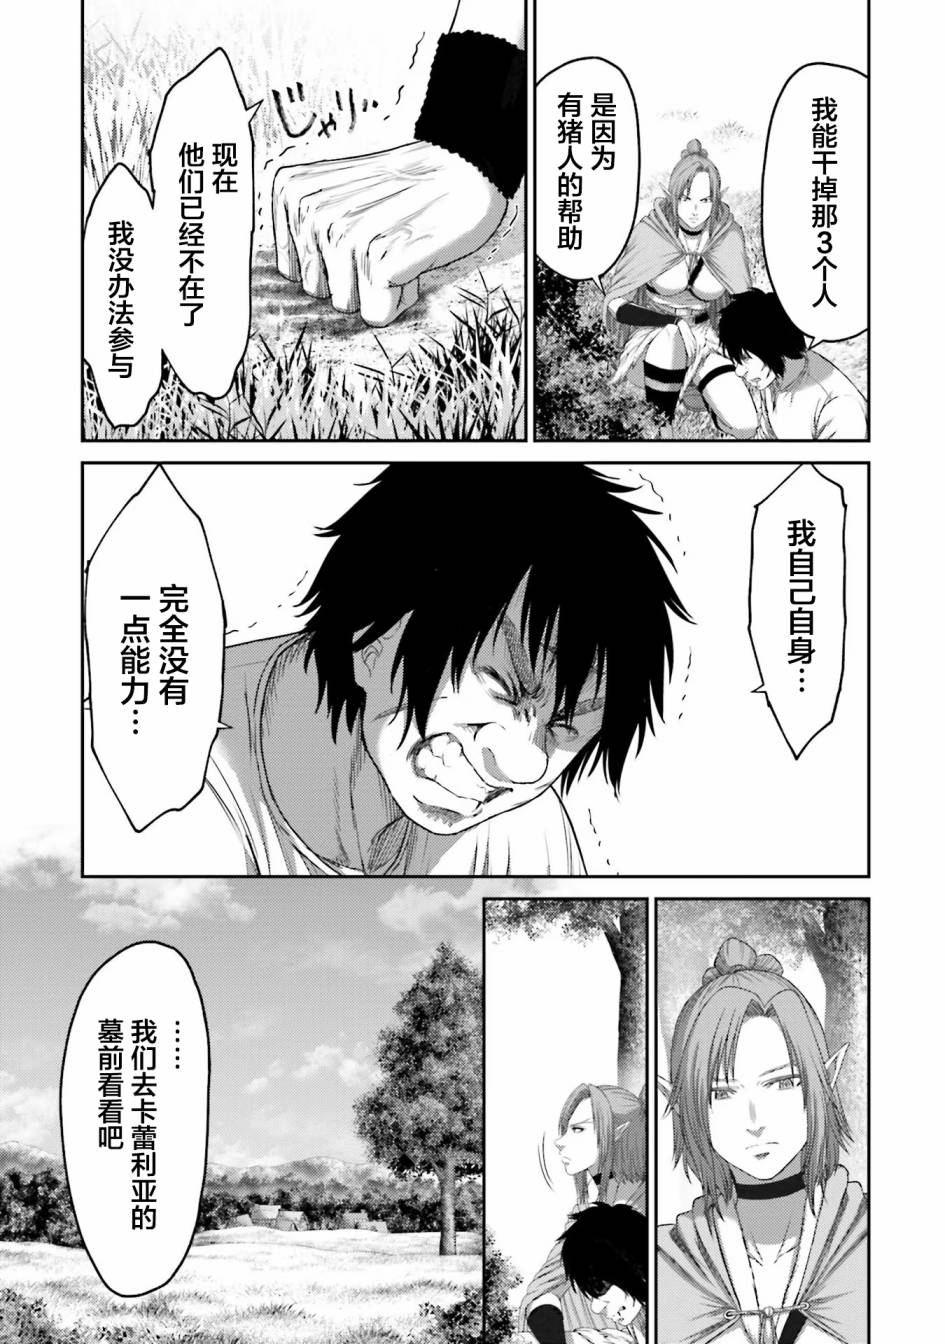 我能干掉那3个人
是因为
有猪人的帮助
じゃり
现在
他们已经不在了
我没办法参与
我自己自身…
完全没有
一点能力…
……
我们去卡蕾利亚的
墓前看看吧